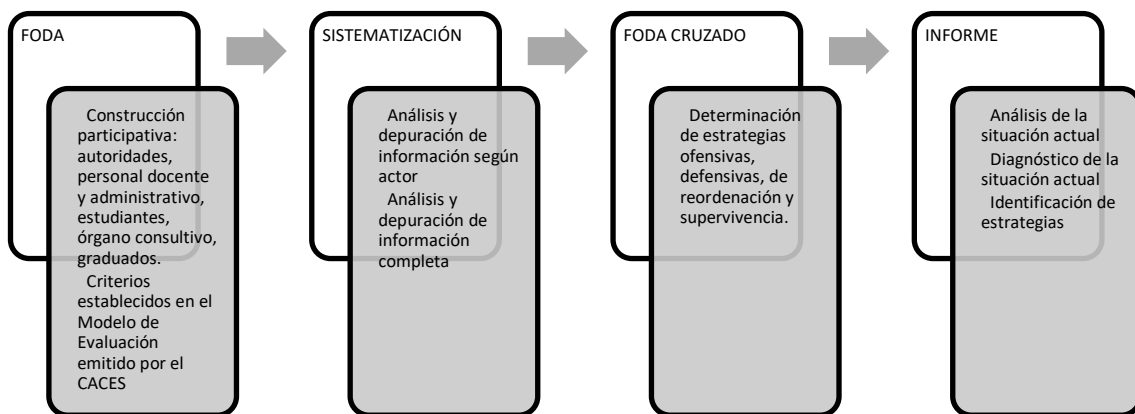 FODA
Construcción
participativa:
autoridades,
personal docente
y administrativo,
estudiantes,
órgano consultivo,
graduados.
Criterios
establecidos en el
Modelo de
Evaluación
emitido por el
CACES
SISTEMATIZACIÓN
Análisis y
depuración de
información según
actor
Análisis y
depuración de
información
completa
FODA CRUZADO
Determinación
de estrategias
ofensivas,
defensivas, de
reordenación y
supervivencia.
INFORME
Análisis de la
situación actual
Diagnóstico de la
situación actual
Identificación de
estrategias